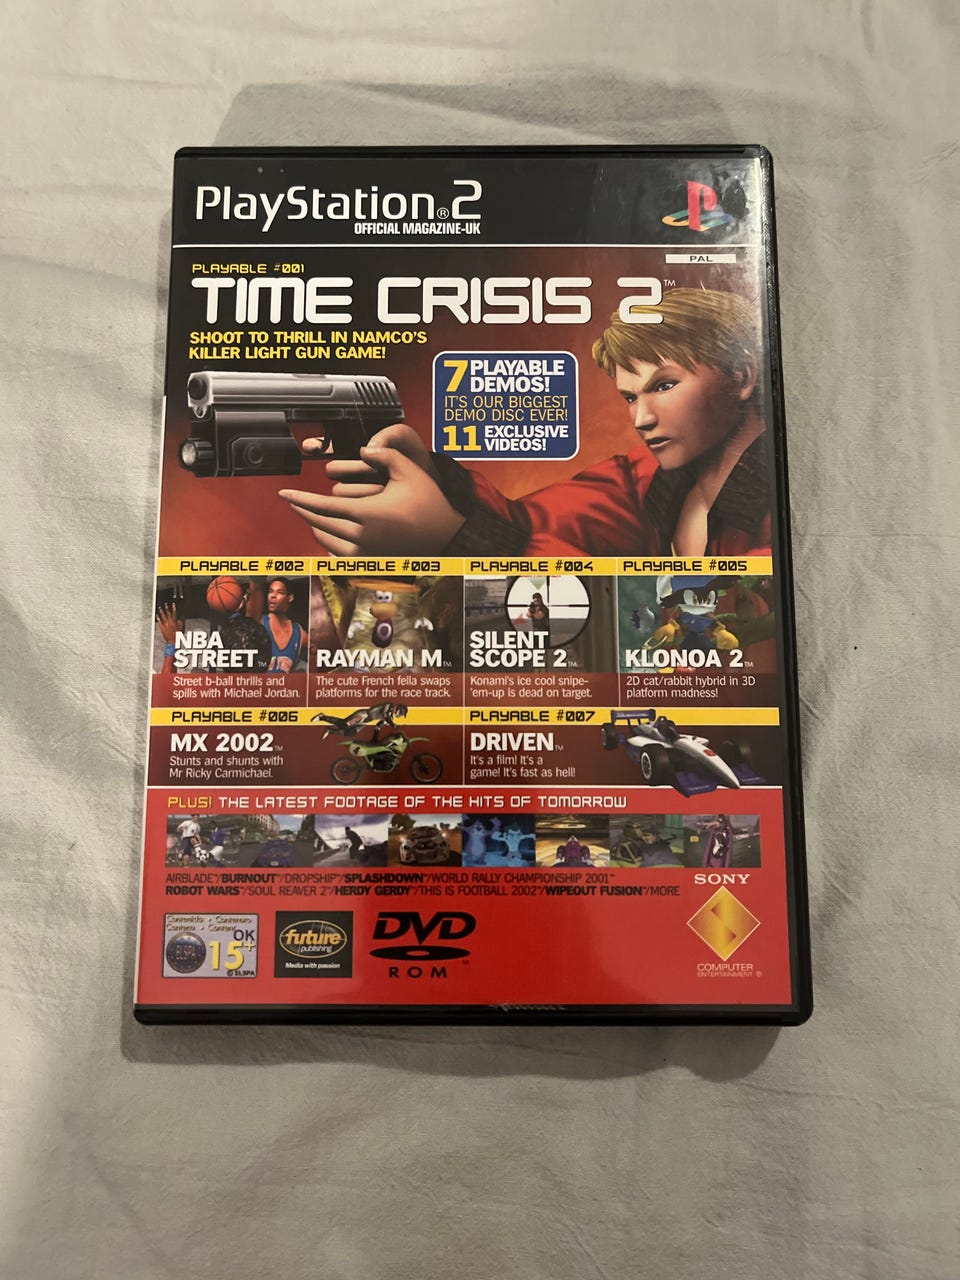 PlayStation®2
OFFICIAL MAGAZINE-UK
PAL
PLAYABLE #001
TIME CRISIS 2™
SHOOT TO THRILL IN NAMCO'S
KILLER LIGHT GUN GAME!
7 PLAYABLE
DEMOS!
IT'S OUR BIGGEST
DEMO DISC EVER!
11 EXCLUSIVE
VIDEOS!
PLAYABLE #002
NBA
STREET™
Street b-ball thrills and
spills with Michael Jordan.
PLAYABLE #003
RAYMAN M™
The cute French fella swaps
platforms for the race track.
PLAYABLE #004
SILENT
SCOPE 2™
Konami's ice cool snipe-
'em-up is dead on target.
PLAYABLE #005
KLONOA 2™
2D cat/rabbit hybrid in 3D
platform madness!
PLAYABLE #006
MX 2002™
Stunts and shunts with
Mr Ricky Carmichael.
PLAYABLE #007
DRIVEN™
It's a film! It's a
game! It's fast as hell!
PLUS! THE LATEST FOOTAGE OF THE HITS OF TOMORROW
AIRBLADE™/BURNOUT™/DROPSHIP™/SPLASHDOWN™/WORLD RALLY CHAMPIONSHIP 2001™
ROBOT WARS™/SOUL REAVER 2™/HERDY GERDY™/THIS IS FOOTBALL 2002™/WIPEOUT FUSION™/MORE
Contenido • Contenuto
OK
ELSPA
15+
© ELSPA
future
publishing
Media with passion
DVD
ROM
SONY
COMPUTER
ENTERTAINMENT®